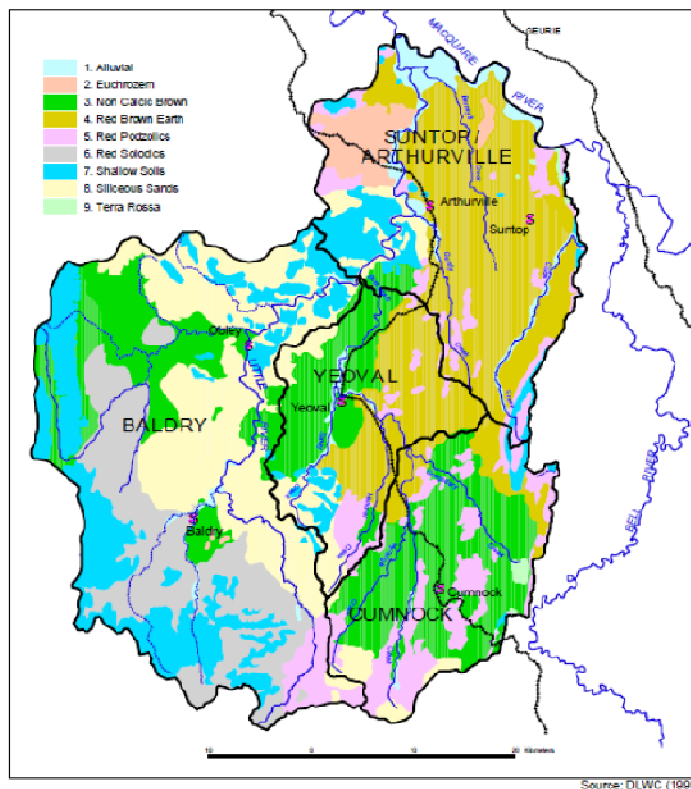 GEURIE
MACQUARIE
RIVER
1. Alluvial
2. Euchrozem
3. Non Calcic Brown
4. Red Brown Earth
5. Red Podzolics
6. Red Solodics
7. Shallow Soils
8. Siliceous Sands
9. Terra Rossa
SUNTOP/
ARTHURVILLE
Arthurville
Suntop
Obley
LITTLE
YEOVAL
Yeoval
BALDRY
BELL RIVER
Baldry
Cumnock
CUMNOCK
10 0 10 20 Kilometers
Source: DLWC (199